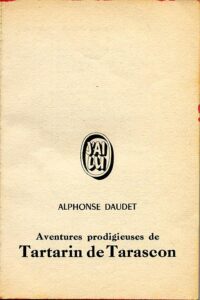 J'AI
LU
ALPHONSE DAUDET
Aventures prodigieuses de
Tartarin de Tarascon